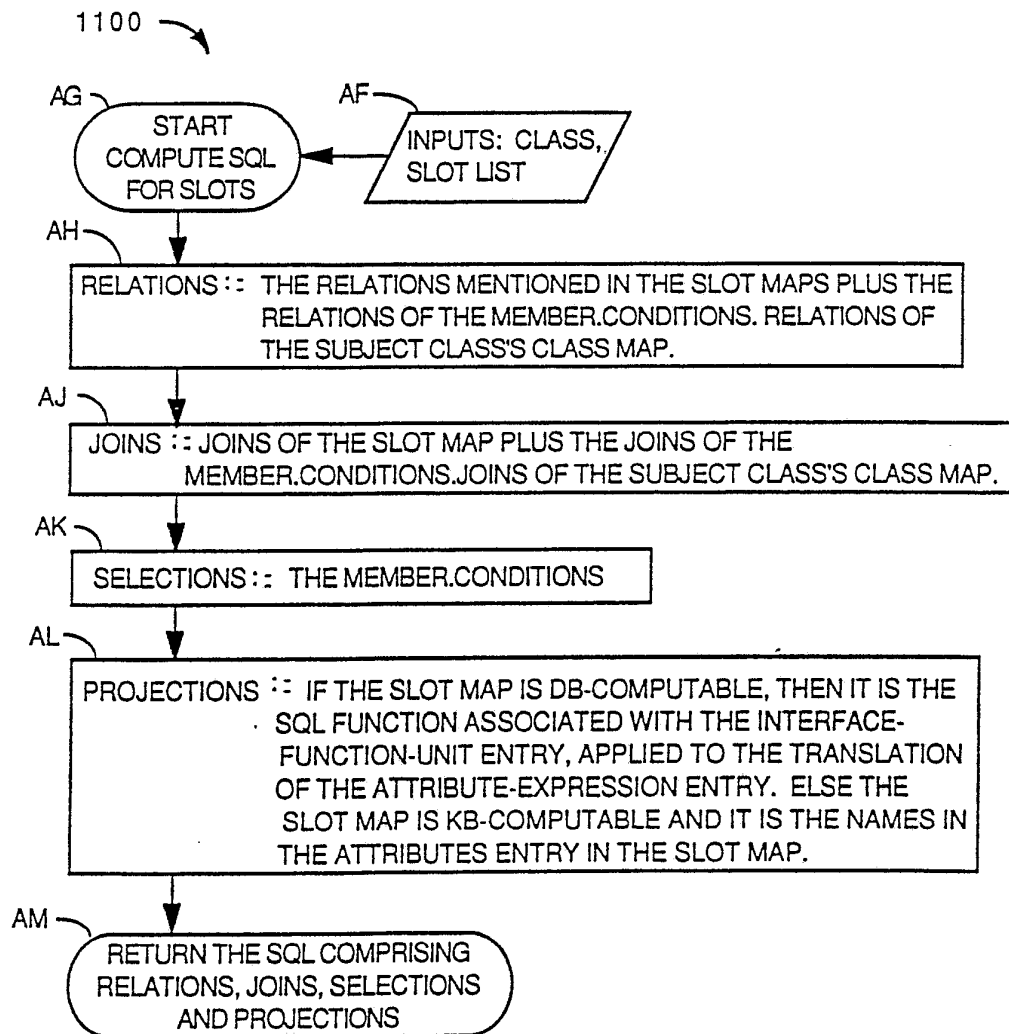 1100
AG
AF
START
COMPUTE SQL
FOR SLOTS
INPUTS: CLASS,
SLOT LIST
AH
RELATIONS :: THE RELATIONS MENTIONED IN THE SLOT MAPS PLUS THE
RELATIONS OF THE MEMBER.CONDITIONS. RELATIONS OF
THE SUBJECT CLASS'S CLASS MAP.
AJ
JOINS :: JOINS OF THE SLOT MAP PLUS THE JOINS OF THE
MEMBER.CONDITIONS.JOINS OF THE SUBJECT CLASS'S CLASS MAP.
AK
SELECTIONS :: THE MEMBER.CONDITIONS
AL
PROJECTIONS :: IF THE SLOT MAP IS DB-COMPUTABLE, THEN IT IS THE
SQL FUNCTION ASSOCIATED WITH THE INTERFACE-
FUNCTION-UNIT ENTRY, APPLIED TO THE TRANSLATION
OF THE ATTRIBUTE-EXPRESSION ENTRY. ELSE THE
SLOT MAP IS KB-COMPUTABLE AND IT IS THE NAMES IN
THE ATTRIBUTES ENTRY IN THE SLOT MAP.
AM
RETURN THE SQL COMPRISING
RELATIONS, JOINS, SELECTIONS
AND PROJECTIONS